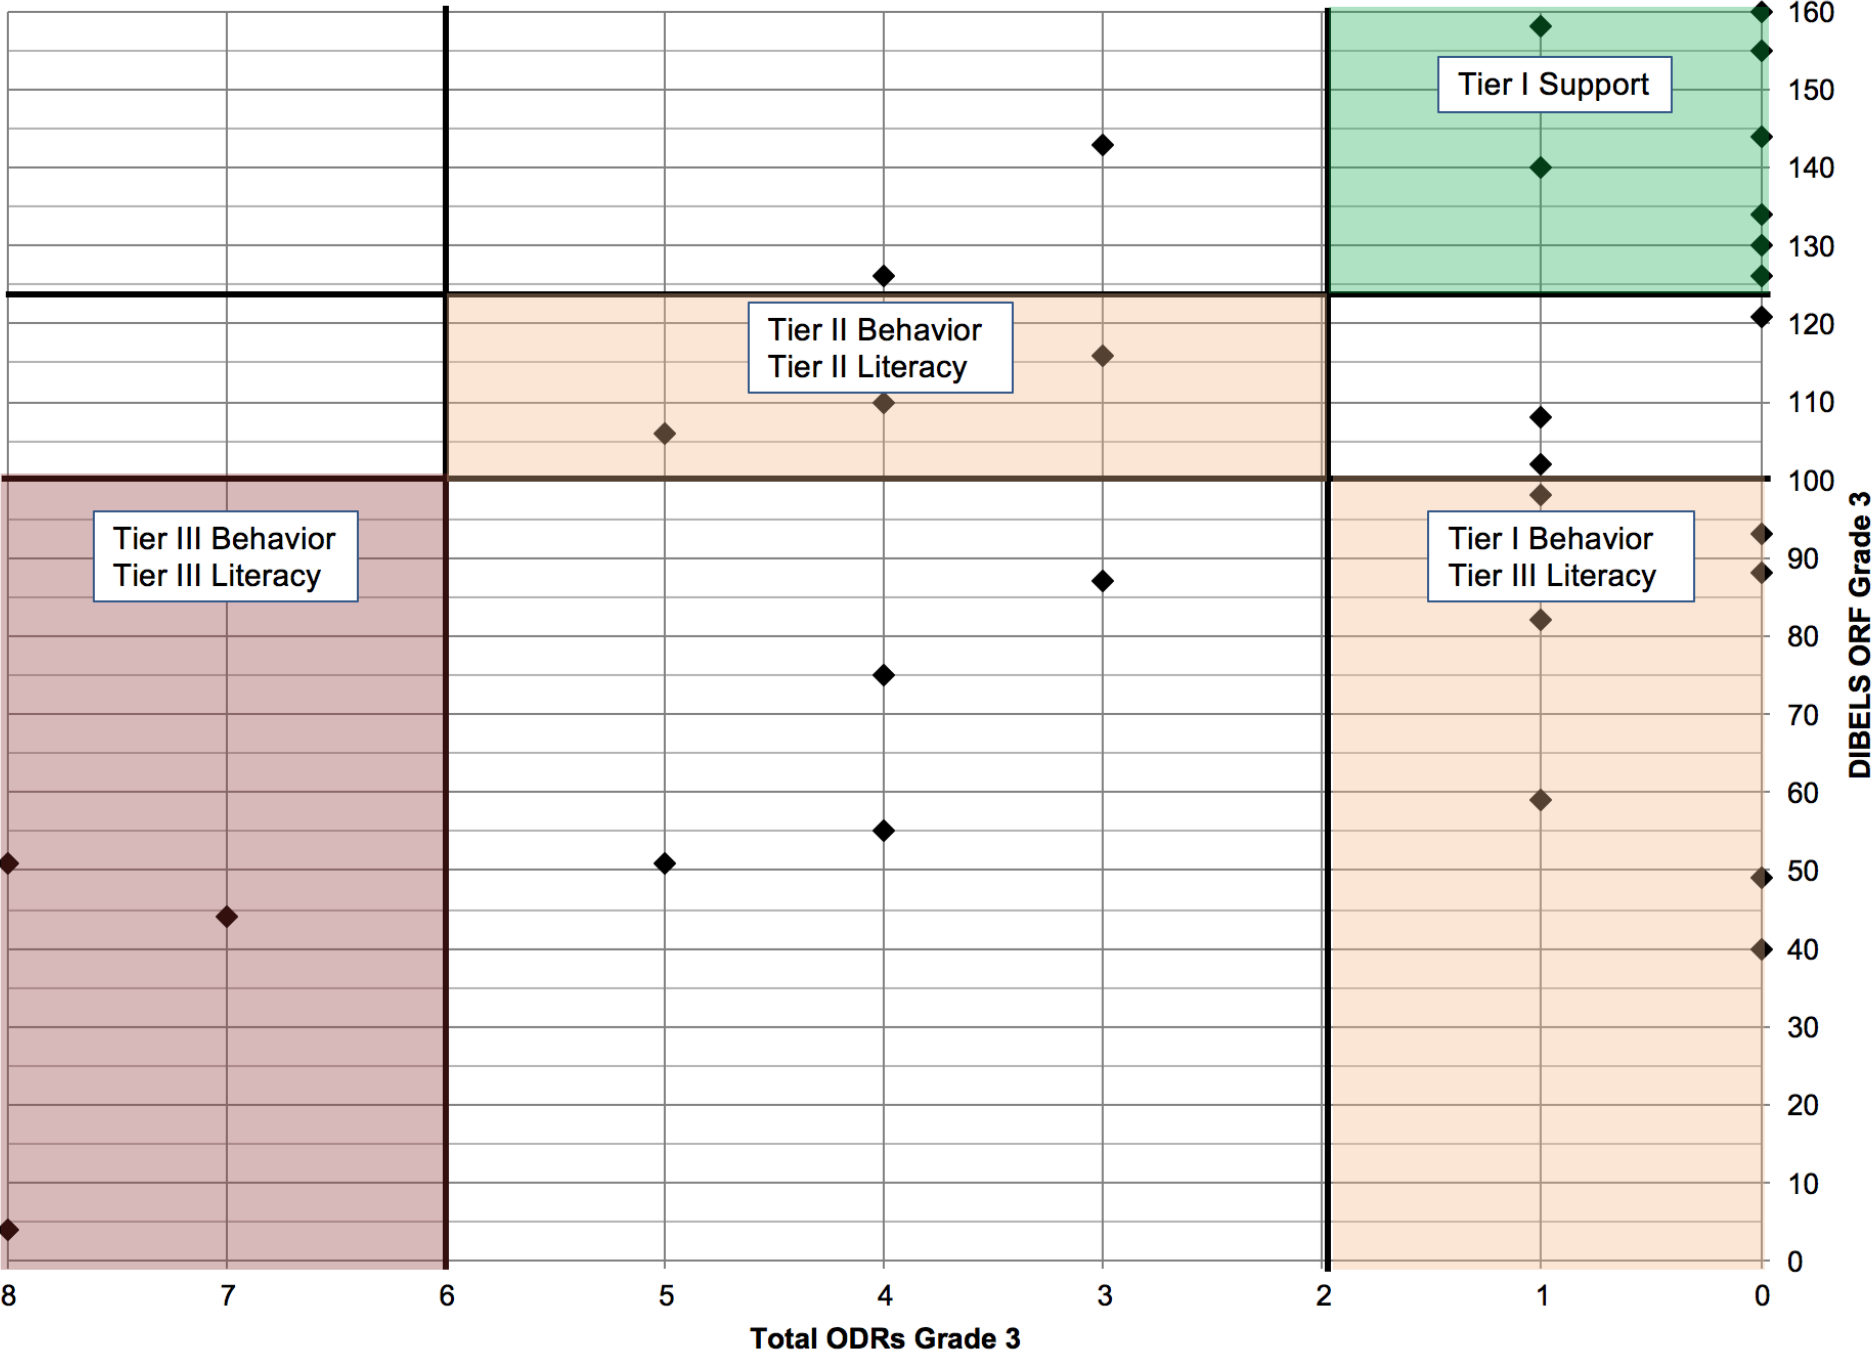 160
Tier I Support
150
140
130
Tier II Behavior
Tier II Literacy
120
110
100
Tier III Behavior
Tier III Literacy
Tier I Behavior
Tier III Literacy
90
80
70
60
50
40
30
20
10
0
DIBELS ORF Grade 3
8 7 6 5 4 3 2 1 0
Total ODRs Grade 3